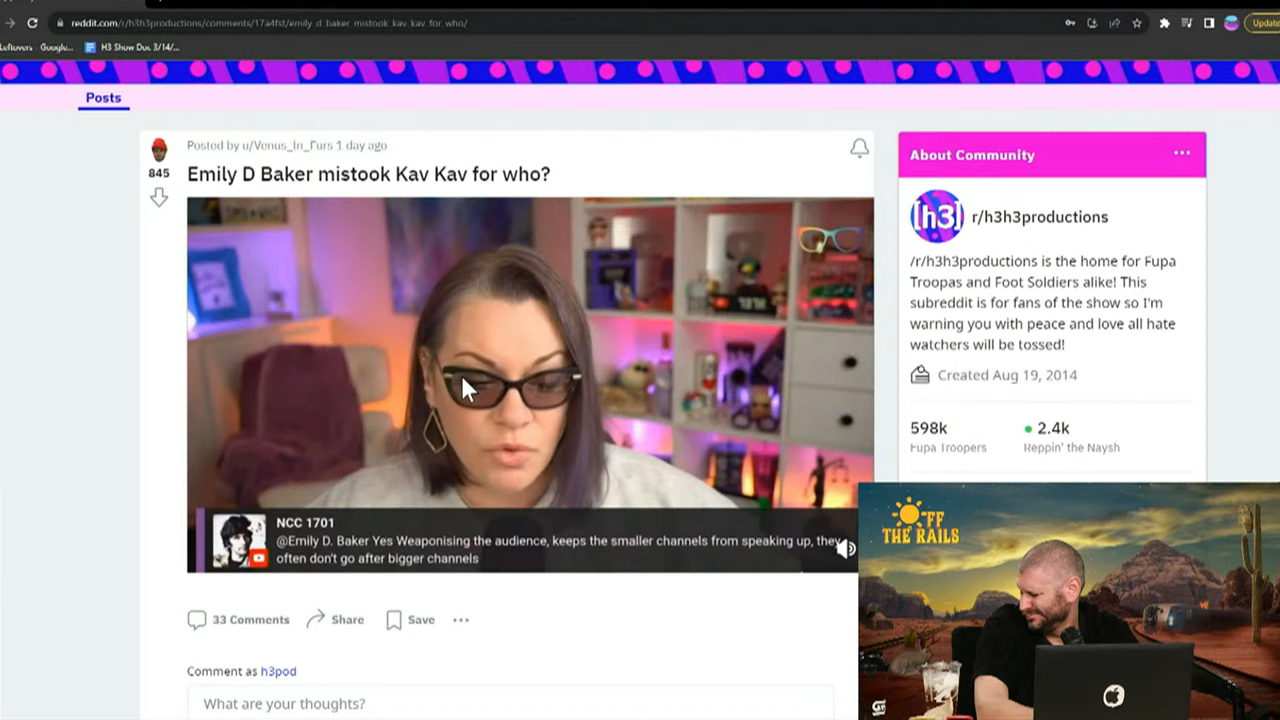 reddit.com/r/h3h3productions/comments/17a4fst/emily_d_baker_mistook_kav_kav_for_who/
Update
Leftovers - Google...
H3 Show Doc 3/14/...
Posts
Posted by u/Venus_In_Furs 1 day ago
845
Emily D Baker mistook Kav Kav for who?
NCC 1701
@Emily D. Baker Yes Weaponising the audience, keeps the smaller channels from speaking up, they
often don't go after bigger channels
33 Comments
Share
Save
Comment as h3pod
What are your thoughts?
About Community
[h3]
r/h3h3productions
/r/h3h3productions is the home for Fupa
Troopas and Foot Soldiers alike! This
subreddit is for fans of the show so I'm
warning you with peace and love all hate
watchers will be tossed!
Created Aug 19, 2014
598k
2.4k
Fupa Troopers
Reppin' the Naysh
OFF
THE RAILS